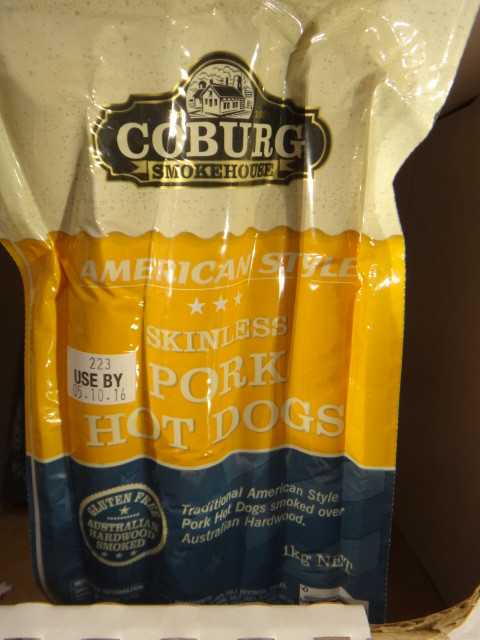 COBURG
SMOKEHOUSE
AMERICAN STYLE
SKINLESS
PORK
HOT DOGS
223
USE BY
05.10.16
GLUTEN FREE
AUSTRALIAN
HARDWOOD
SMOKED
Traditional American Style
Pork Hot Dogs smoked over
Australian Hardwood.
1kg NET